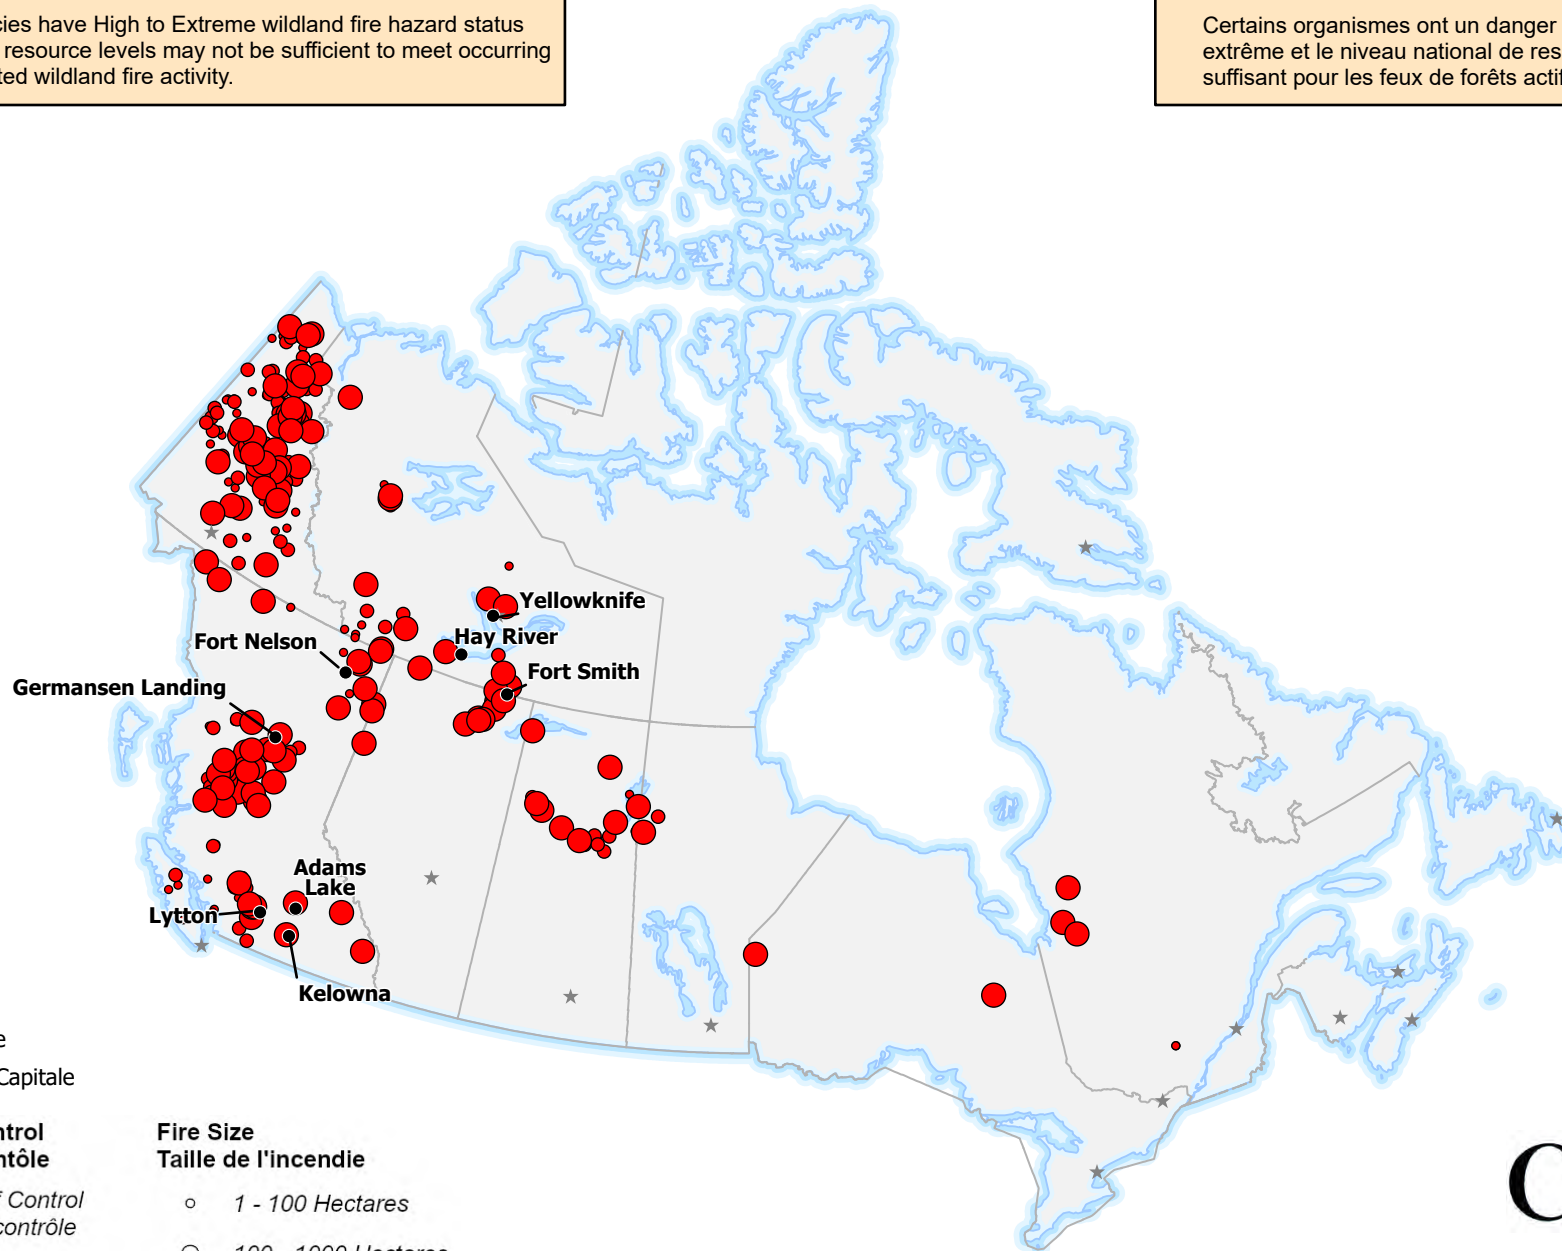 cies have High to Extreme wildland fire hazard status
resource levels may not be sufficient to meet occurring
ted wildland fire activity.
Certains organismes ont un danger
extrême et le niveau national de res
suffisant pour les feux de forêts actif
Yellowknife
Hay River
Fort Nelson
Fort Smith
Germansen Landing
Adams
Lake
Lytton
Kelowna
e
Capitale
ntrol
ntôle
f Control
contrôle
Fire Size
Taille de l'incendie
1 - 100 Hectares
100 - 1000 Hectares
C